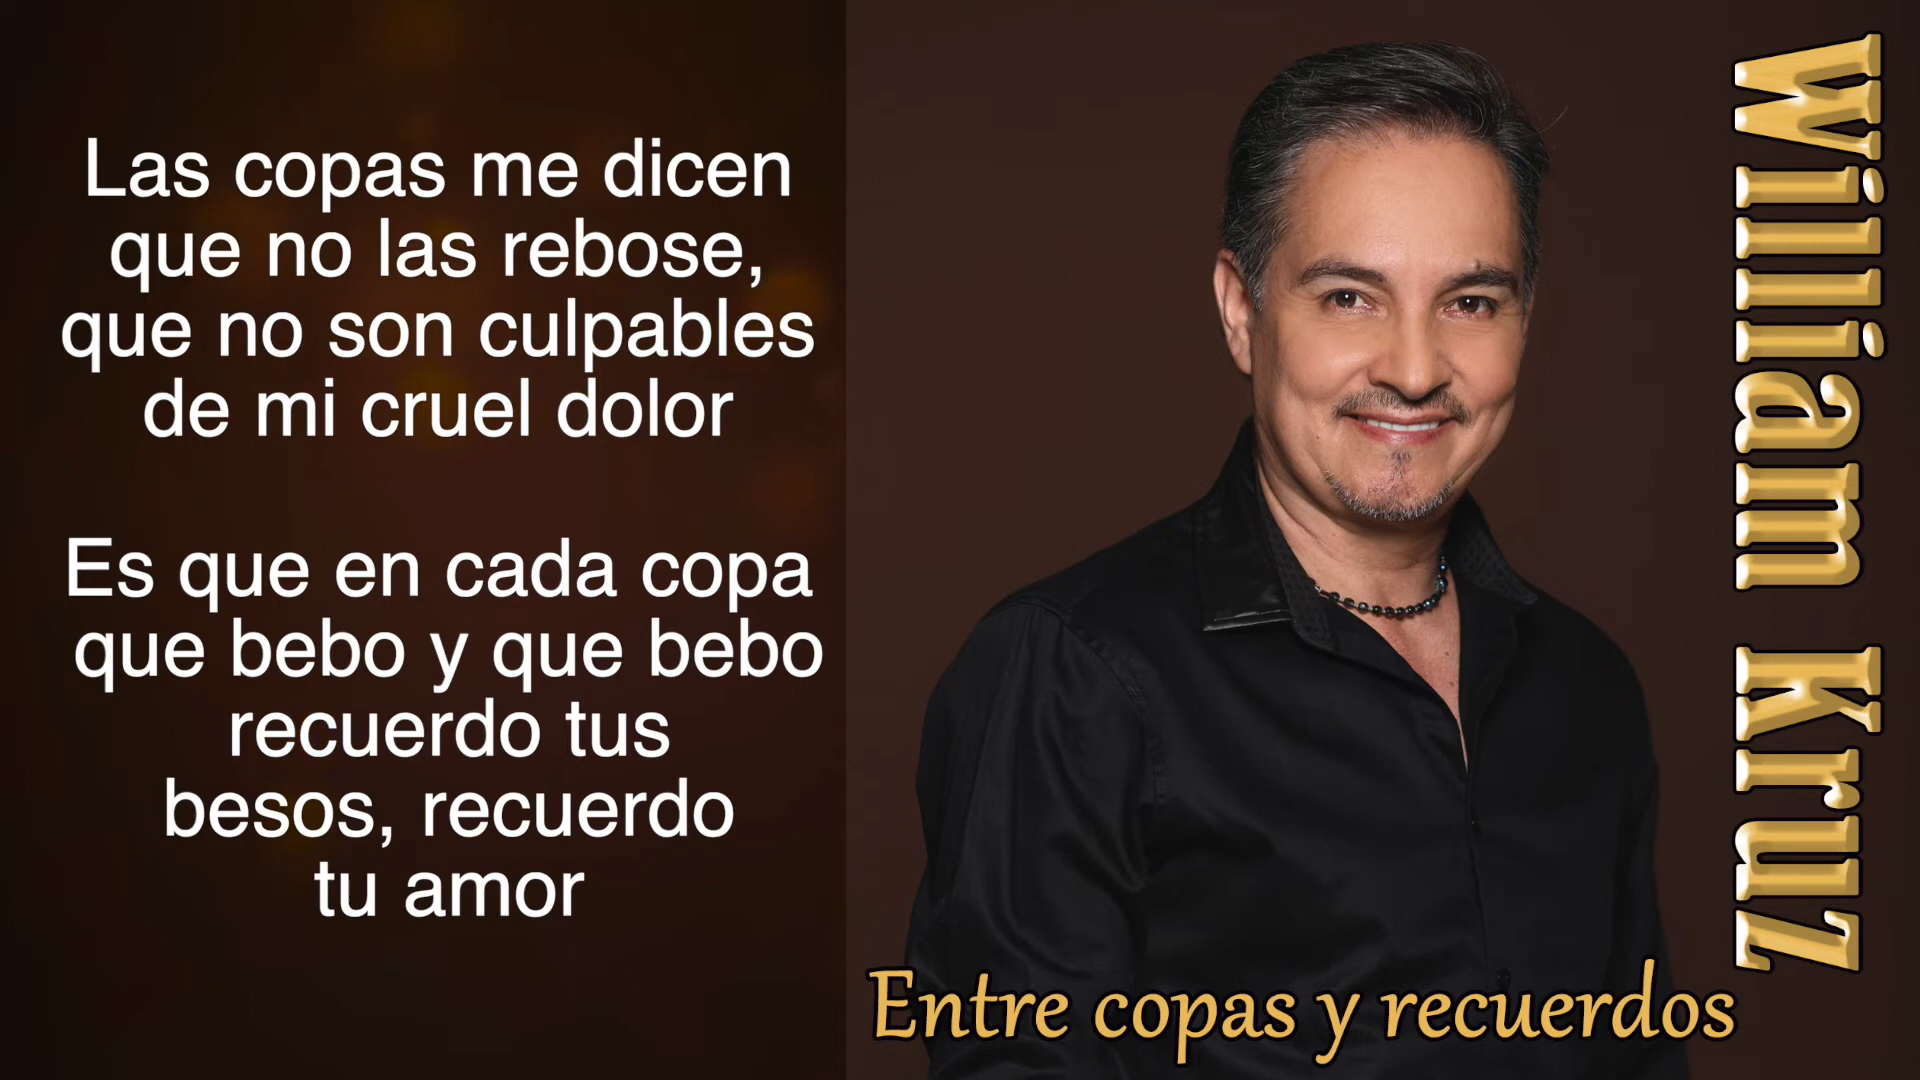 Las copas me dicen
que no las rebose,
que no son culpables
de mi cruel dolor
Es que en cada copa
que bebo y que bebo
recuerdo tus
besos, recuerdo
tu amor
Entre copas y recuerdos
William Kruz